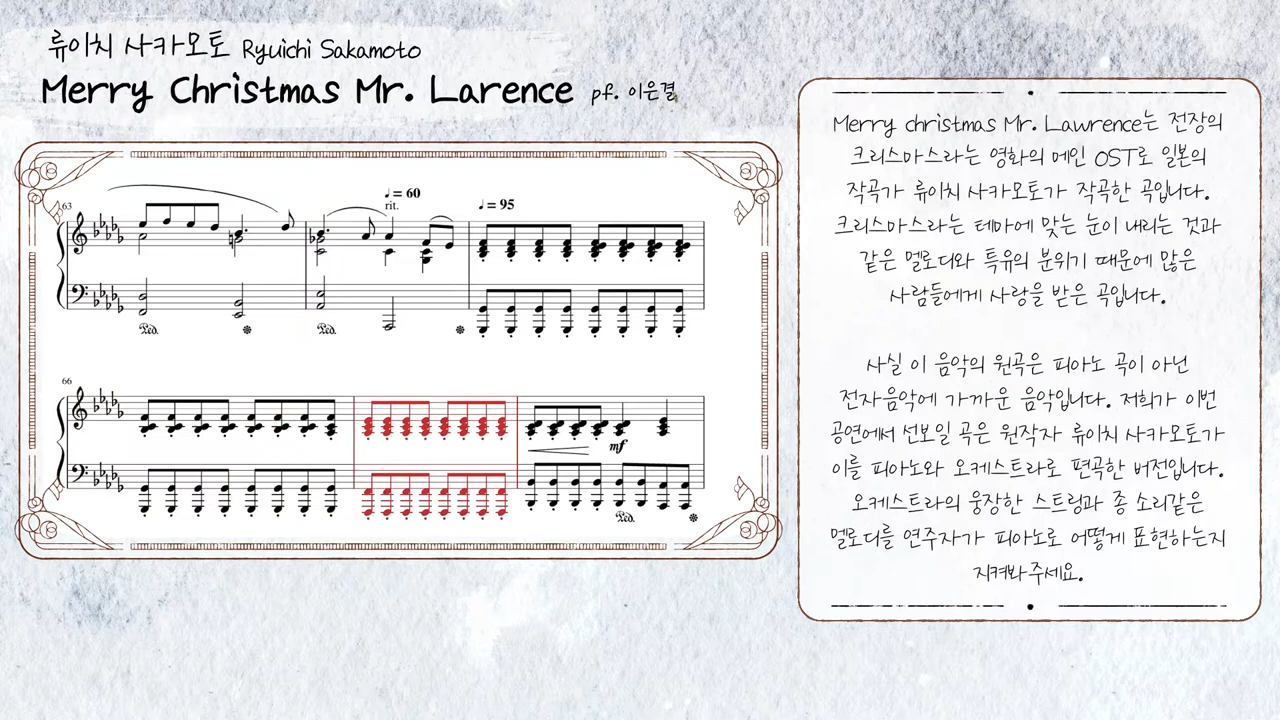 류이치 사카모토 Ryuichi Sakamoto
Merry Christmas Mr. Larence pf. 이은결
63
♩= 60
rit.
♩= 95
66
mf
Merry christmas Mr. Lawrence는 전장의
크리스마스라는 영화의 메인 OST로 일본의
작곡가 류이치 사카모토가 작곡한 곡입니다.
크리스마스라는 테마에 맞는 눈이 내리는 것과
같은 멜로디와 특유의 분위기 때문에 많은
사람들에게 사랑을 받은 곡입니다.
사실 이 음악의 원곡은 피아노 곡이 아닌
전자음악에 가까운 음악입니다. 저희가 이번
공연에서 선보일 곡은 원작자 류이치 사카모토가
이를 피아노와 오케스트라로 편곡한 버전입니다.
오케스트라의 웅장한 스트링과 종 소리같은
멜로디를 연주자가 피아노로 어떻게 표현하는지
지켜봐 주세요.